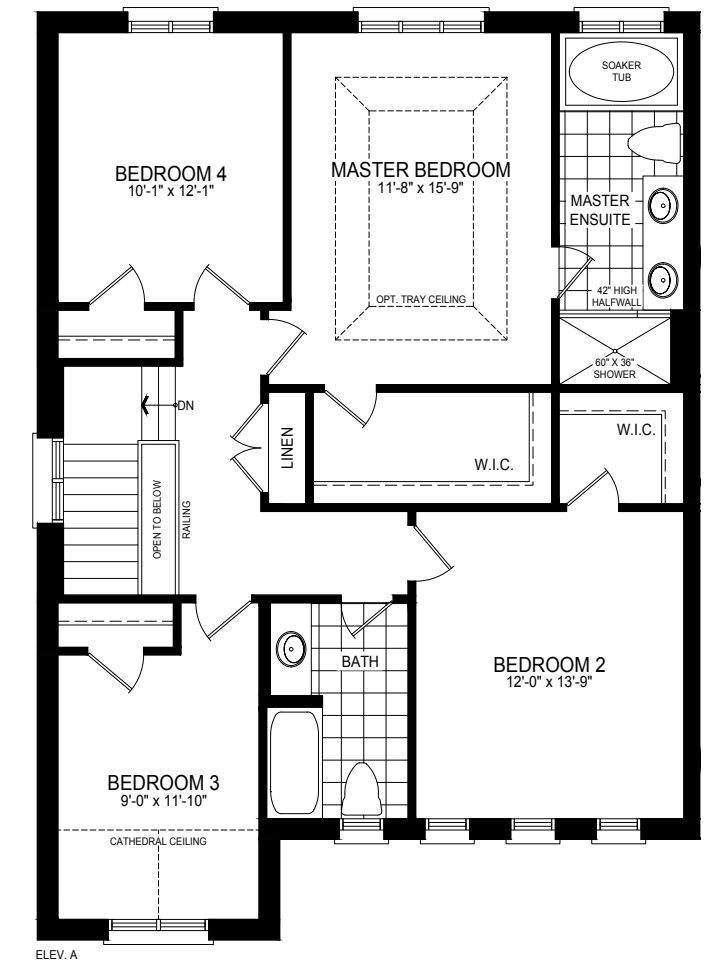 SOAKER
TUB
BEDROOM 4
10'-1" x 12'-1"
MASTER BEDROOM
11'-8" x 15'-9"
MASTER
ENSUITE
42" HIGH
HALFWALL
OPT. TRAY CEILING
60" X 36"
SHOWER
DN
LINEN
W.I.C.
W.I.C.
OPEN TO BELOW
RAILING
BATH
BEDROOM 2
12'-0" x 13'-9"
BEDROOM 3
9'-0" x 11'-10"
CATHEDRAL CEILING
ELEV. A